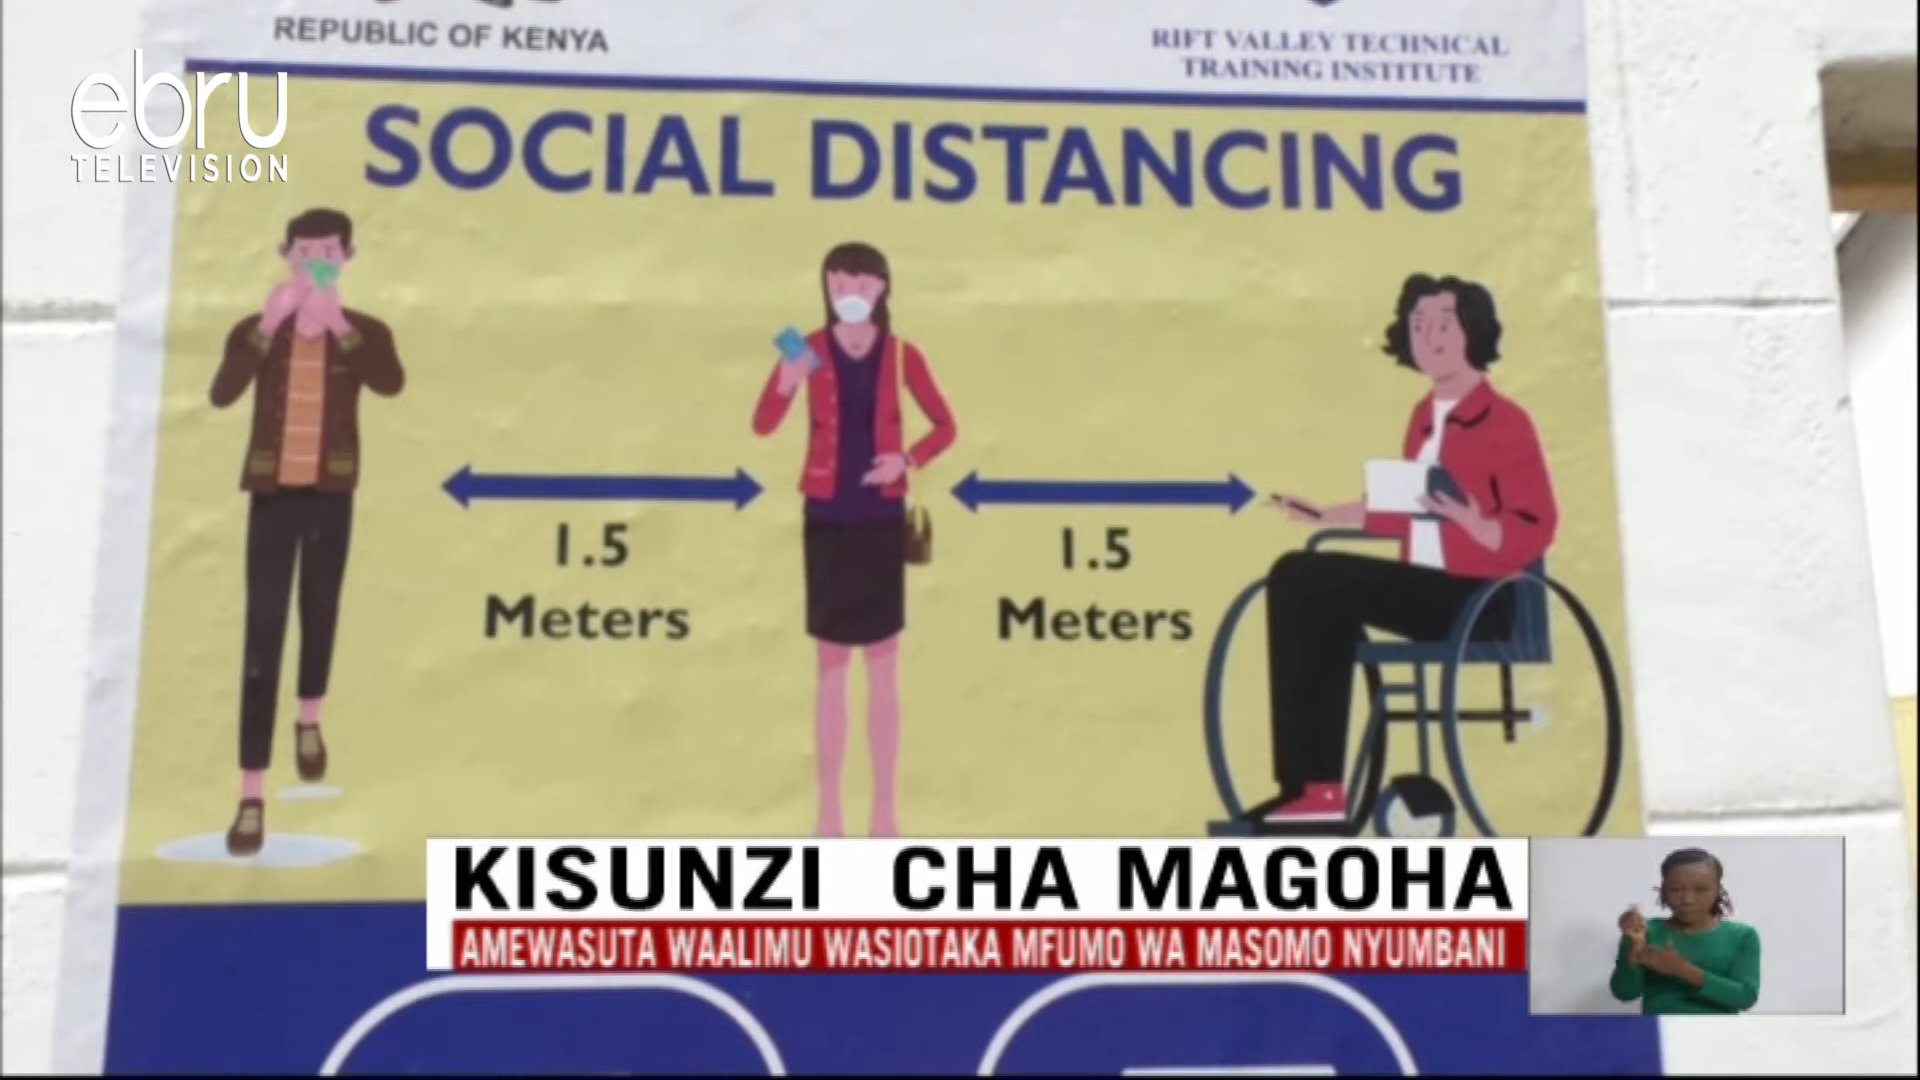 REPUBLIC OF KENYA
RIFT VALLEY TECHNICAL
TRAINING INSTITUTE
ebru
TELEVISION
SOCIAL DISTANCING
1.5
Meters
1.5
Meters
KISUNZI CHA MAGOHA
AMEWASUTA WAALIMU WASIOTAKA MFUMO WA MASOMO NYUMBANI